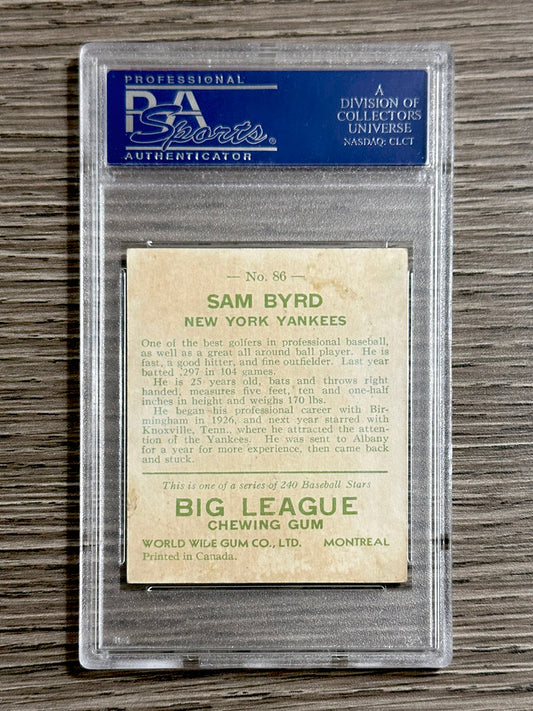 PROFESSIONAL
PSA
Sports®
AUTHENTICATOR
A
DIVISION OF
COLLECTORS
UNIVERSE
NASDAQ: CLCT
— No. 86 —
SAM BYRD
NEW YORK YANKEES
One of the best golfers in professional baseball,
as well as a great all around ball player. He is
fast, a good hitter, and fine outfielder. Last year
batted .297 in 104 games.
He is 25 years old, bats and throws right
handed, measures five feet, ten and one-half
inches in height and weighs 170 lbs.
He began his professional career with Bir-
mingham in 1926, and next year starred with
Knoxville, Tenn., where he attracted the atten-
tion of the Yankees. He was sent to Albany
for a year for more experience, then came back
and stuck.
This is one of a series of 240 Baseball Stars
BIG LEAGUE
CHEWING GUM
WORLD WIDE GUM CO., LTD. MONTREAL
Printed in Canada.